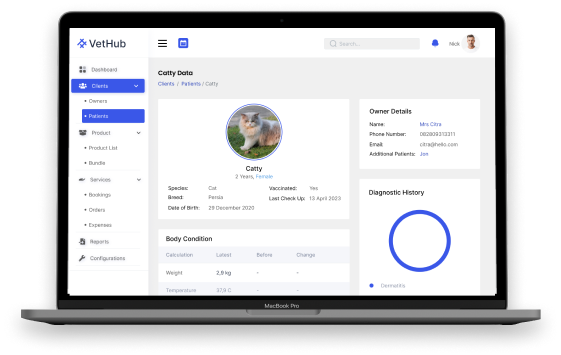 VetHub
Search...
Nick
Dashboard
Clients
Owners
Patients
Product
Product List
Bundle
Services
Bookings
Orders
Expenses
Reports
Configurations
Catty Data
Clients / Patients / Catty
Catty
2 Years, Female
Species: Cat Vaccinated: Yes
Breed: Persia Last Check Up: 13 April 2023
Date of Birth: 29 December 2020
Owner Details
Name: Mrs Citra
Phone Number: 082809313311
Email: citra@hello.com
Additional Patients: Jon
Body Condition
Calculation Latest Before Change
Weight 2,9 kg - -
Temperature 37,9 C - -
Diagnostic History
Dermatitis
MacBook Pro